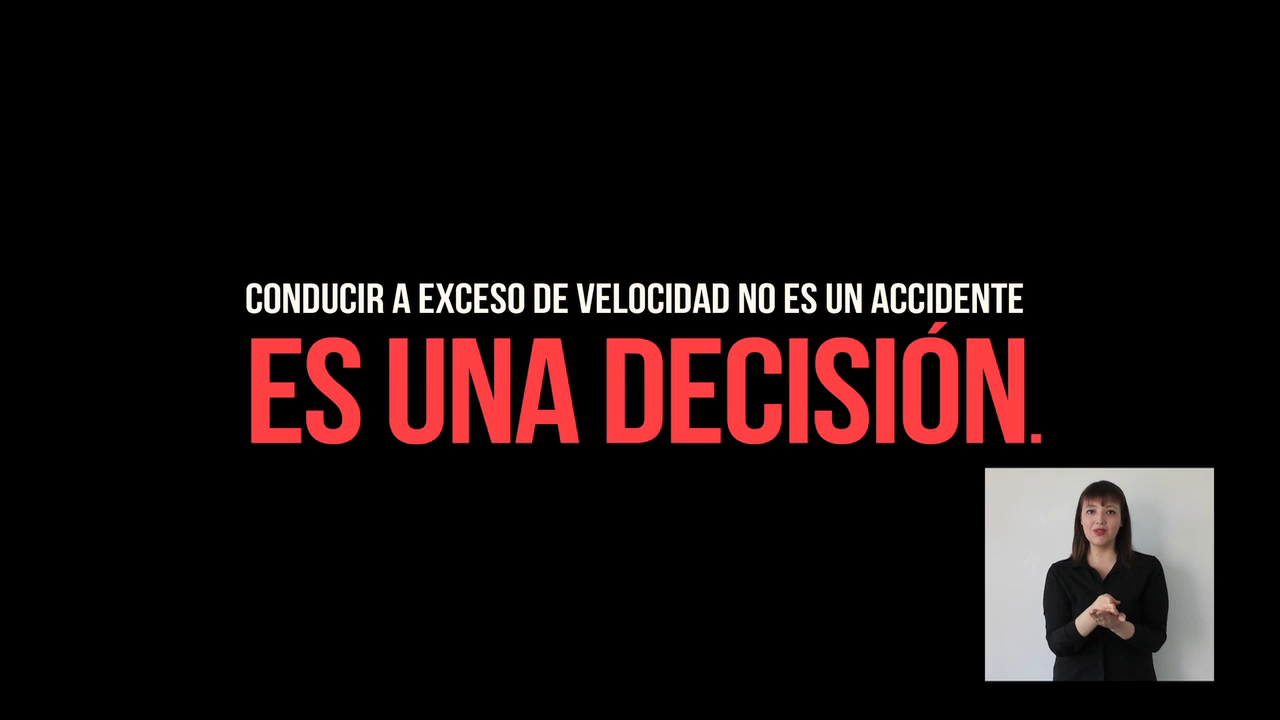 CONDUCIR A EXCESO DE VELOCIDAD NO ES UN ACCIDENTE
ES UNA DECISIÓN.